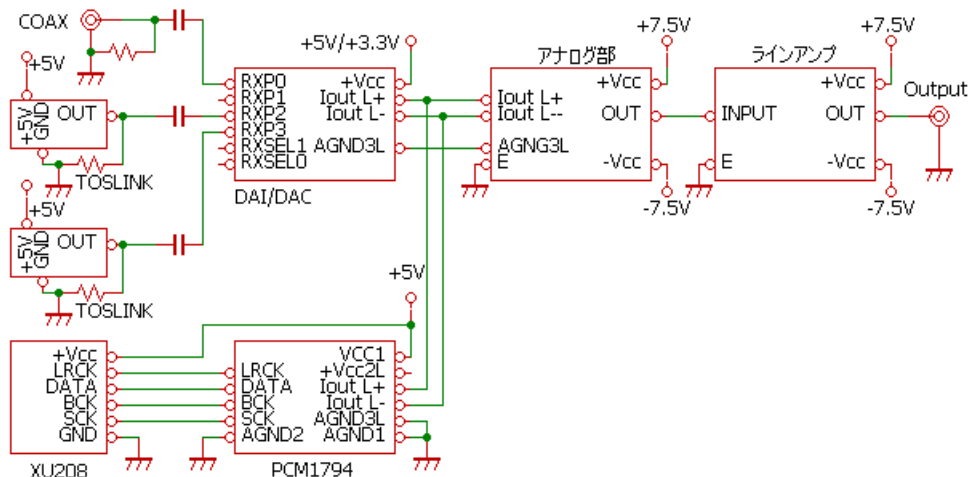 COAX
+5V
+5V
GND
OUT
TOSLINK
+5V
+5V
GND
OUT
TOSLINK
+5V/+3.3V
RXP0
RXP1
RXP2
RXP3
RXSEL1
RXSEL0
+Vcc
Iout L+
Iout L-
AGND3L
DAI/DAC
アナログ部
+7.5V
Iout L+
Iout L--
AGNG3L
E
+Vcc
OUT
-Vcc
-7.5V
ラインアンプ
+7.5V
INPUT
E
+Vcc
OUT
-Vcc
-7.5V
Output
+Vcc
LRCK
DATA
BCK
SCK
GND
XU208
+5V
LRCK
DATA
BCK
SCK
AGND2
VCC1
+Vcc2L
Iout L+
Iout L-
AGND3L
AGND1
PCM1794